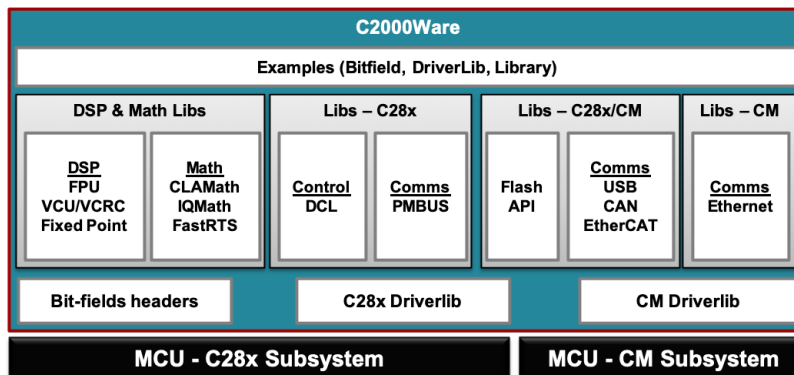 C2000Ware
Examples (Bitfield, DriverLib, Library)
DSP & Math Libs
DSP
FPU
VCU/VCRC
Fixed Point
Math
CLAMath
IQMath
FastRTS
Libs – C28x
Control
DCL
Comms
PMBUS
Libs – C28x/CM
Flash
API
Comms
USB
CAN
EtherCAT
Libs – CM
Comms
Ethernet
Bit-fields headers
C28x Driverlib
CM Driverlib
MCU - C28x Subsystem
MCU - CM Subsystem